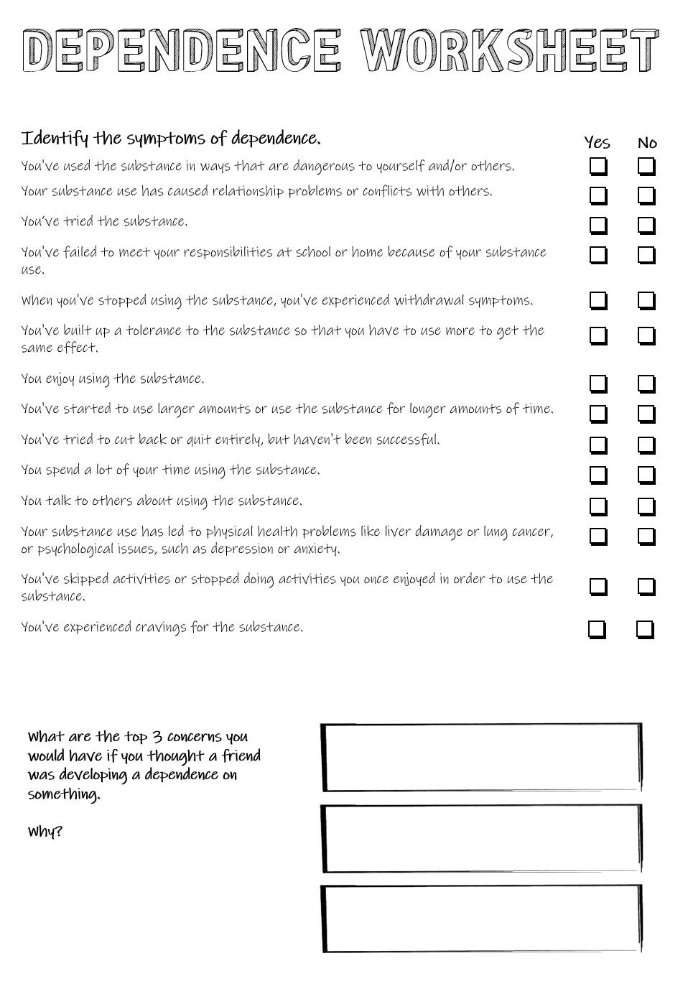 DEPENDENCE WORKSHEET
Identify the symptoms of dependence.
Yes No
You've used the substance in ways that are dangerous to yourself and/or others.
Your substance use has caused relationship problems or conflicts with others.
You’ve tried the substance.
You've failed to meet your responsibilities at school or home because of your substance
use.
When you've stopped using the substance, you've experienced withdrawal symptoms.
You've built up a tolerance to the substance so that you have to use more to get the
same effect.
You enjoy using the substance.
You've started to use larger amounts or use the substance for longer amounts of time.
You've tried to cut back or quit entirely, but haven't been successful.
You spend a lot of your time using the substance.
You talk to others about using the substance.
Your substance use has led to physical health problems like liver damage or lung cancer,
or psychological issues, such as depression or anxiety.
You've skipped activities or stopped doing activities you once enjoyed in order to use the
substance.
You've experienced cravings for the substance.
What are the top 3 concerns you
would have if you thought a friend
was developing a dependence on
something.
Why?